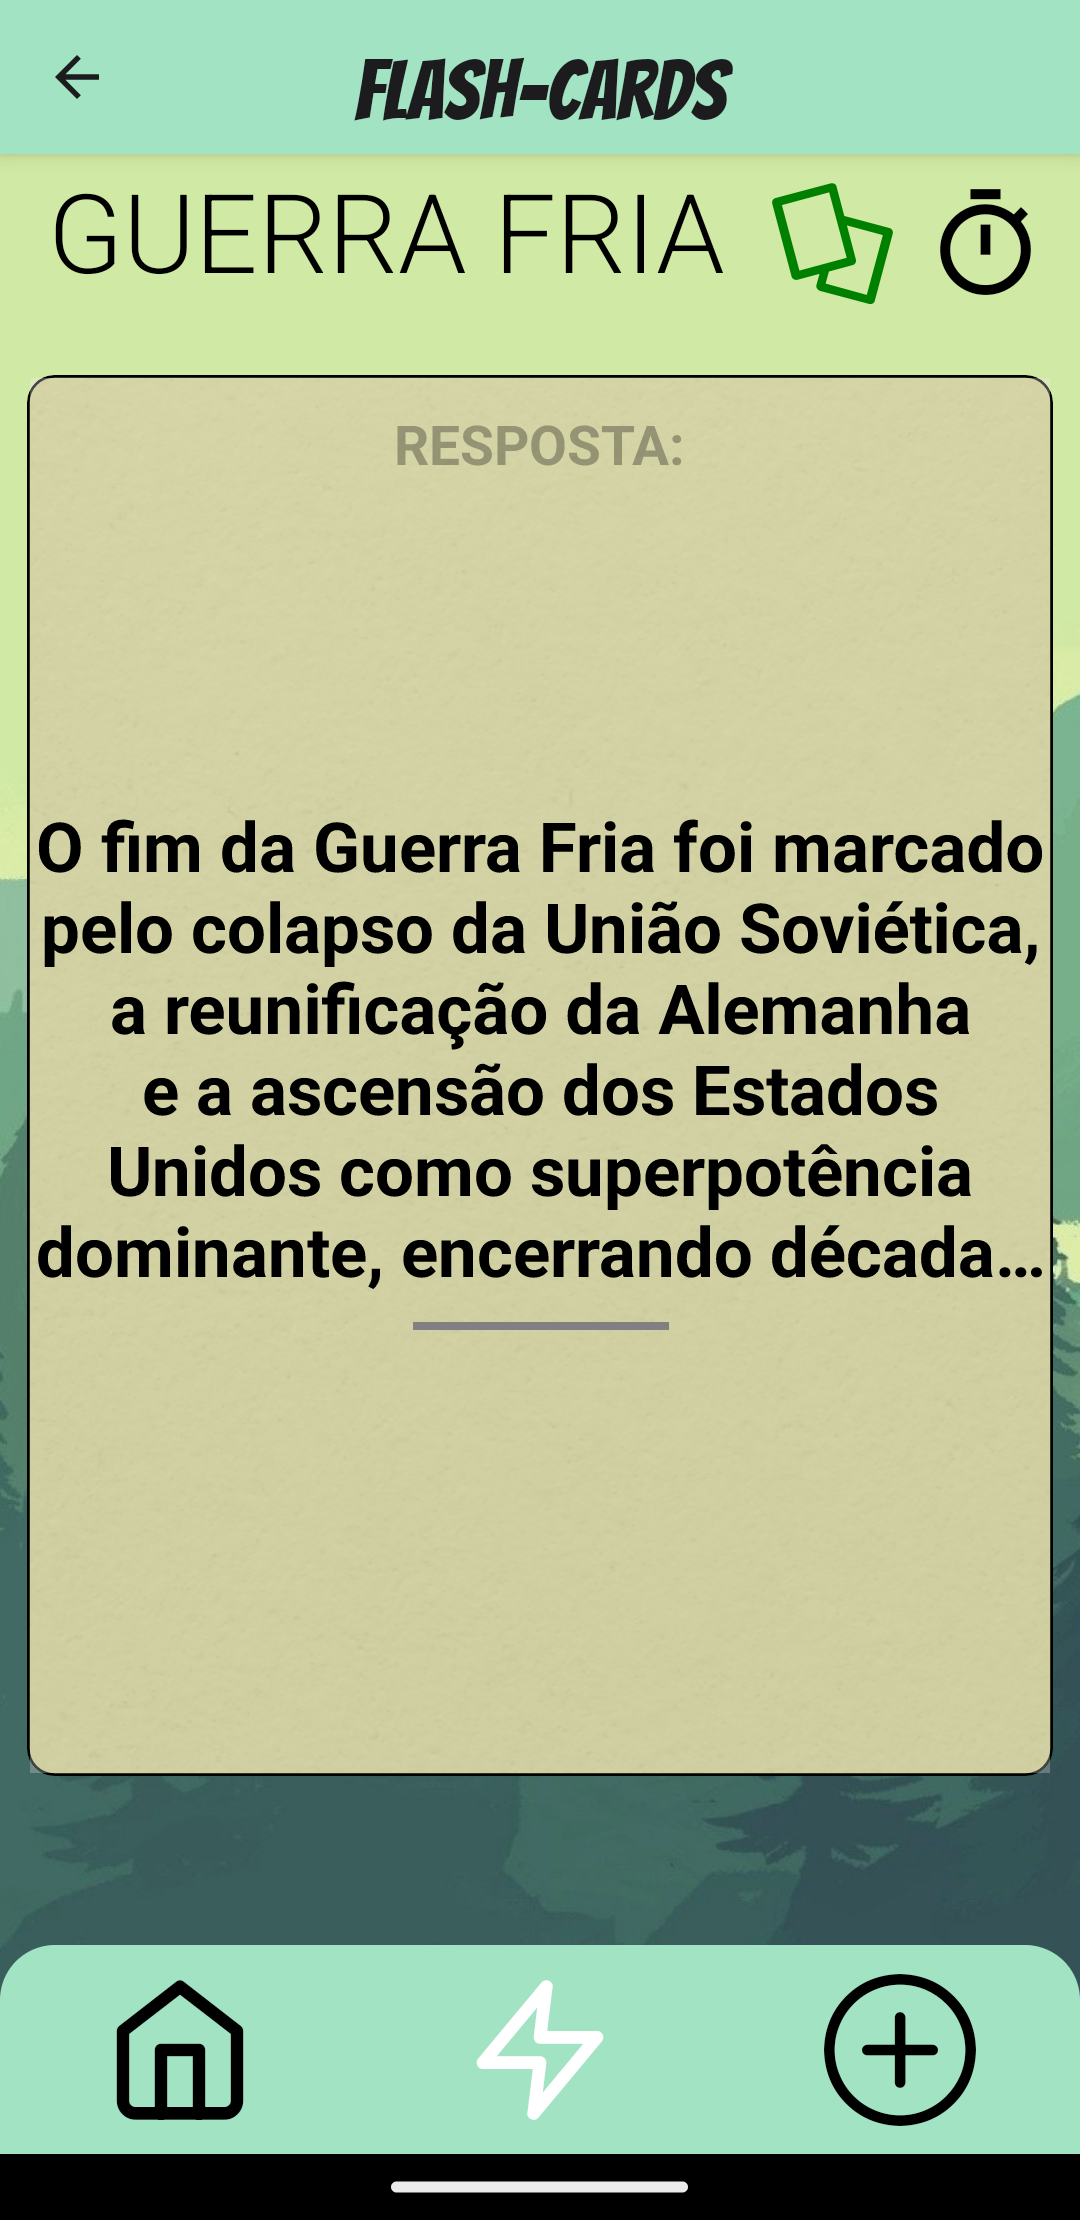 FLASH-CARDS
GUERRA FRIA
RESPOSTA:
O fim da Guerra Fria foi marcado
pelo colapso da União Soviética,
a reunificação da Alemanha
e a ascensão dos Estados
Unidos como superpotência
dominante, encerrando década...